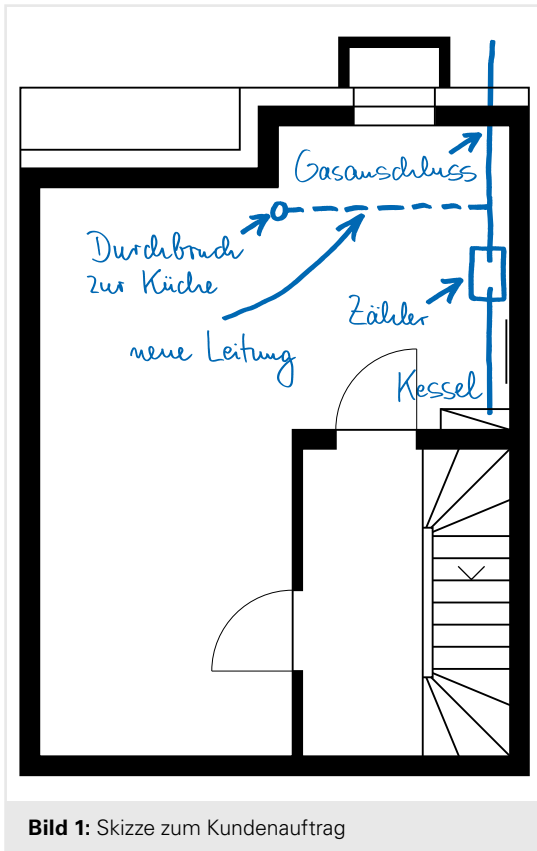 Gasanschluss
Durchbruch
zur Küche
neue Leitung
Zähler
Kessel
Bild 1: Skizze zum Kundenauftrag